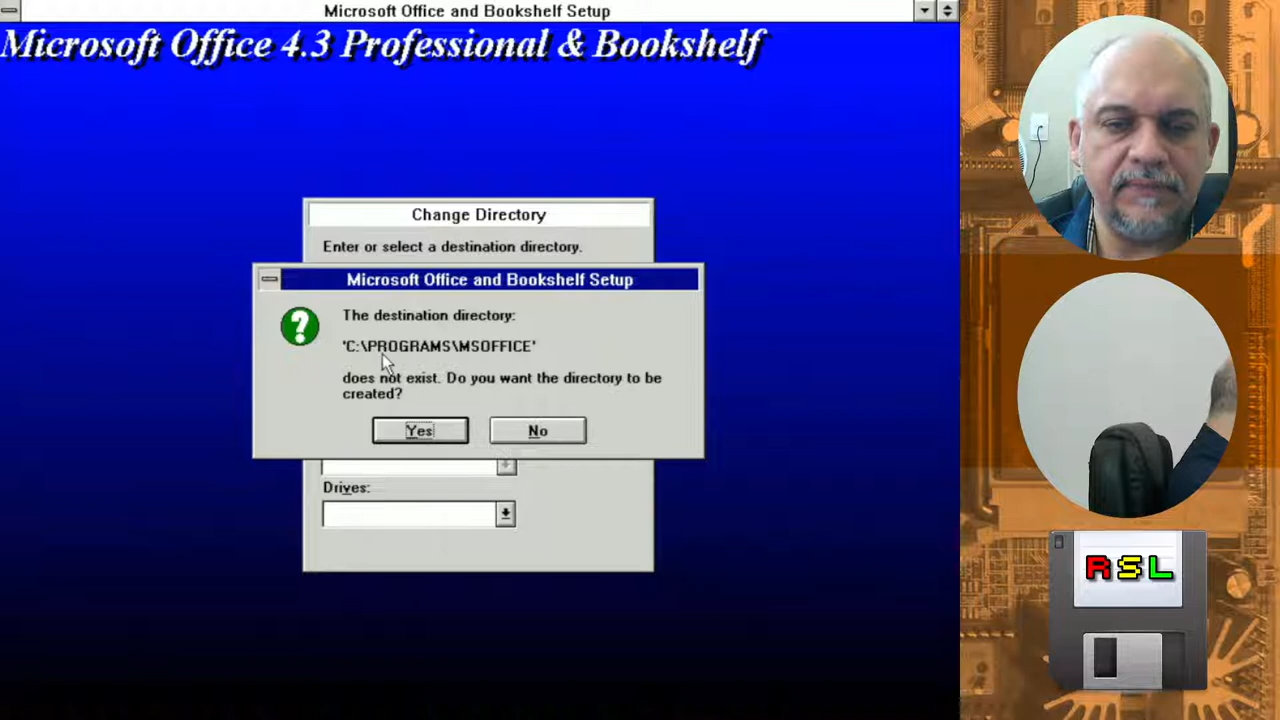 Microsoft Office and Bookshelf Setup
Microsoft Office 4.3 Professional & Bookshelf
Change Directory
Enter or select a destination directory.
Microsoft Office and Bookshelf Setup
The destination directory:
'C:\PROGRAMS\MSOFFICE'
does not exist. Do you want the directory to be
created?
Yes
No
Drives:
RSL